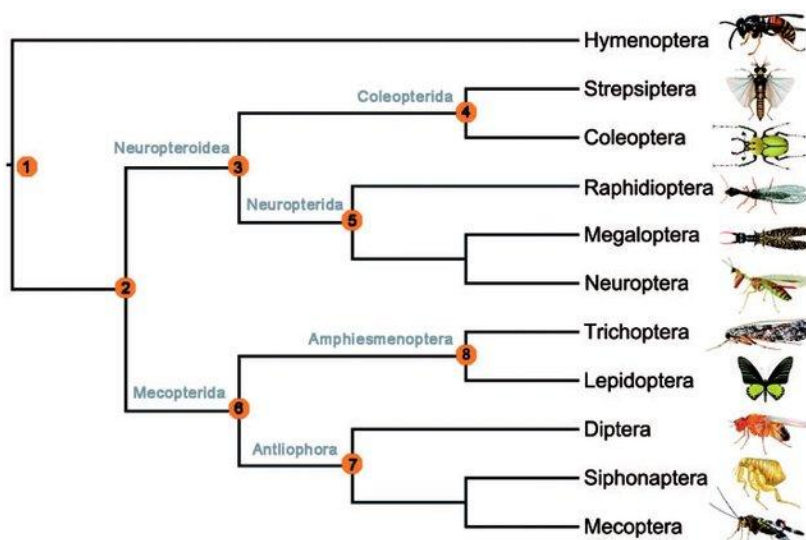 Hymenoptera
Strepsiptera
Coleopterida
4
Coleoptera
Neuropteroidea
1
3
Raphidioptera
Neuropterida
5
Megaloptera
2
Neuroptera
Trichoptera
Amphiesmenoptera
8
Lepidoptera
Mecopterida
6
Diptera
Antliophora
7
Siphonaptera
Mecoptera